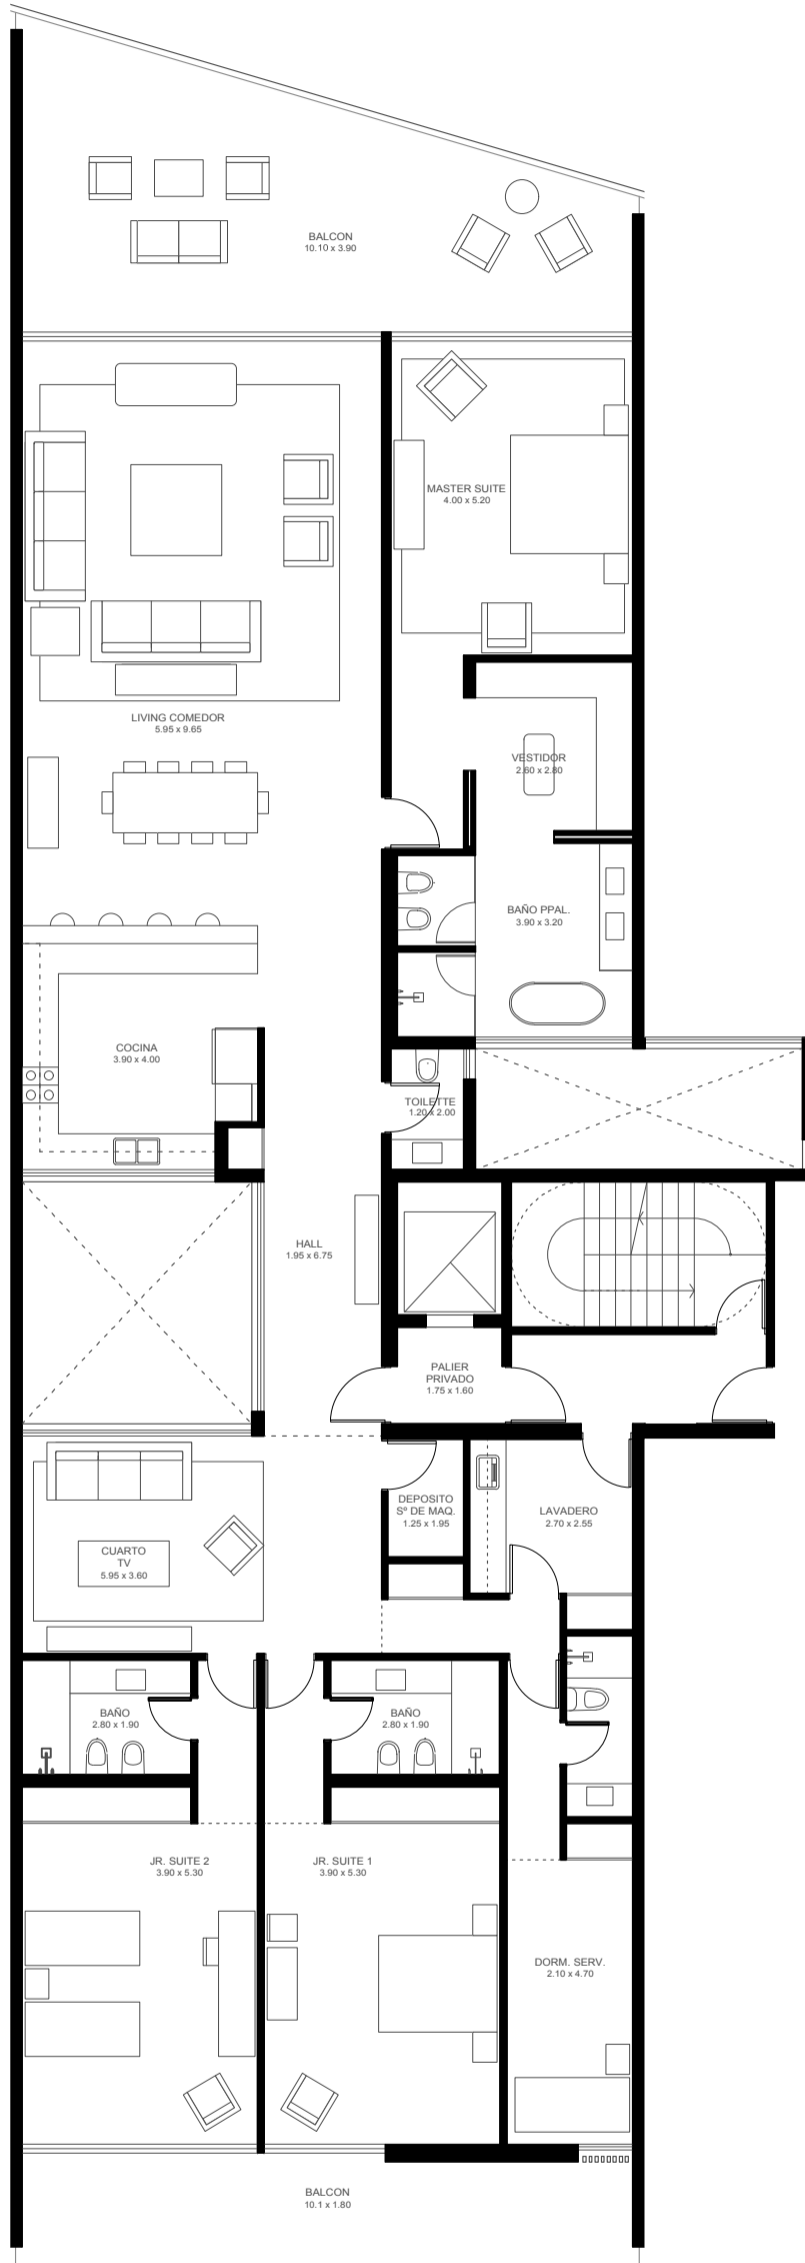 BALCON
10.10 x 3.90
MASTER SUITE
4.00 x 5.20
LIVING COMEDOR
5.95 x 9.65
VESTIDOR
2.60 x 2.80
BAÑO PPAL.
3.90 x 3.20
COCINA
3.90 x 4.00
TOILETTE
1.20 x 2.00
HALL
1.95 x 6.75
PALIER
PRIVADO
1.75 x 1.60
DEPOSITO
Sº DE MAQ.
1.25 x 1.95
LAVADERO
2.70 x 2.55
CUARTO
TV
5.95 x 3.60
BAÑO
2.80 x 1.90
BAÑO
2.80 x 1.90
JR. SUITE 2
3.90 x 5.30
JR. SUITE 1
3.90 x 5.30
DORM. SERV.
2.10 x 4.70
BALCON
10.1 x 1.80